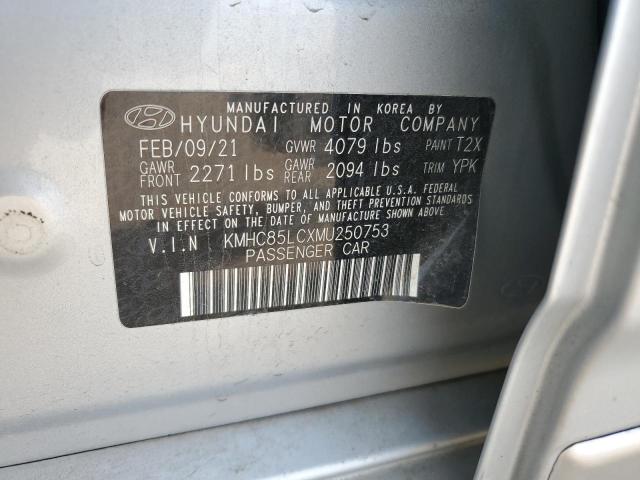 MANUFACTURED IN KOREA BY
HYUNDAI MOTOR COMPANY
FEB/09/21 GVWR 4079 lbs PAINT T2X
GAWR FRONT 2271 lbs GAWR REAR 2094 lbs TRIM YPK
THIS VEHICLE CONFORMS TO ALL APPLICABLE U.S.A. FEDERAL
MOTOR VEHICLE SAFETY, BUMPER, AND THEFT PREVENTION
STANDARDS IN EFFECT ON THE DATE OF MANUFACTURE SHOWN ABOVE.
V.I.N KMHC85LCXMU250753
PASSENGER CAR